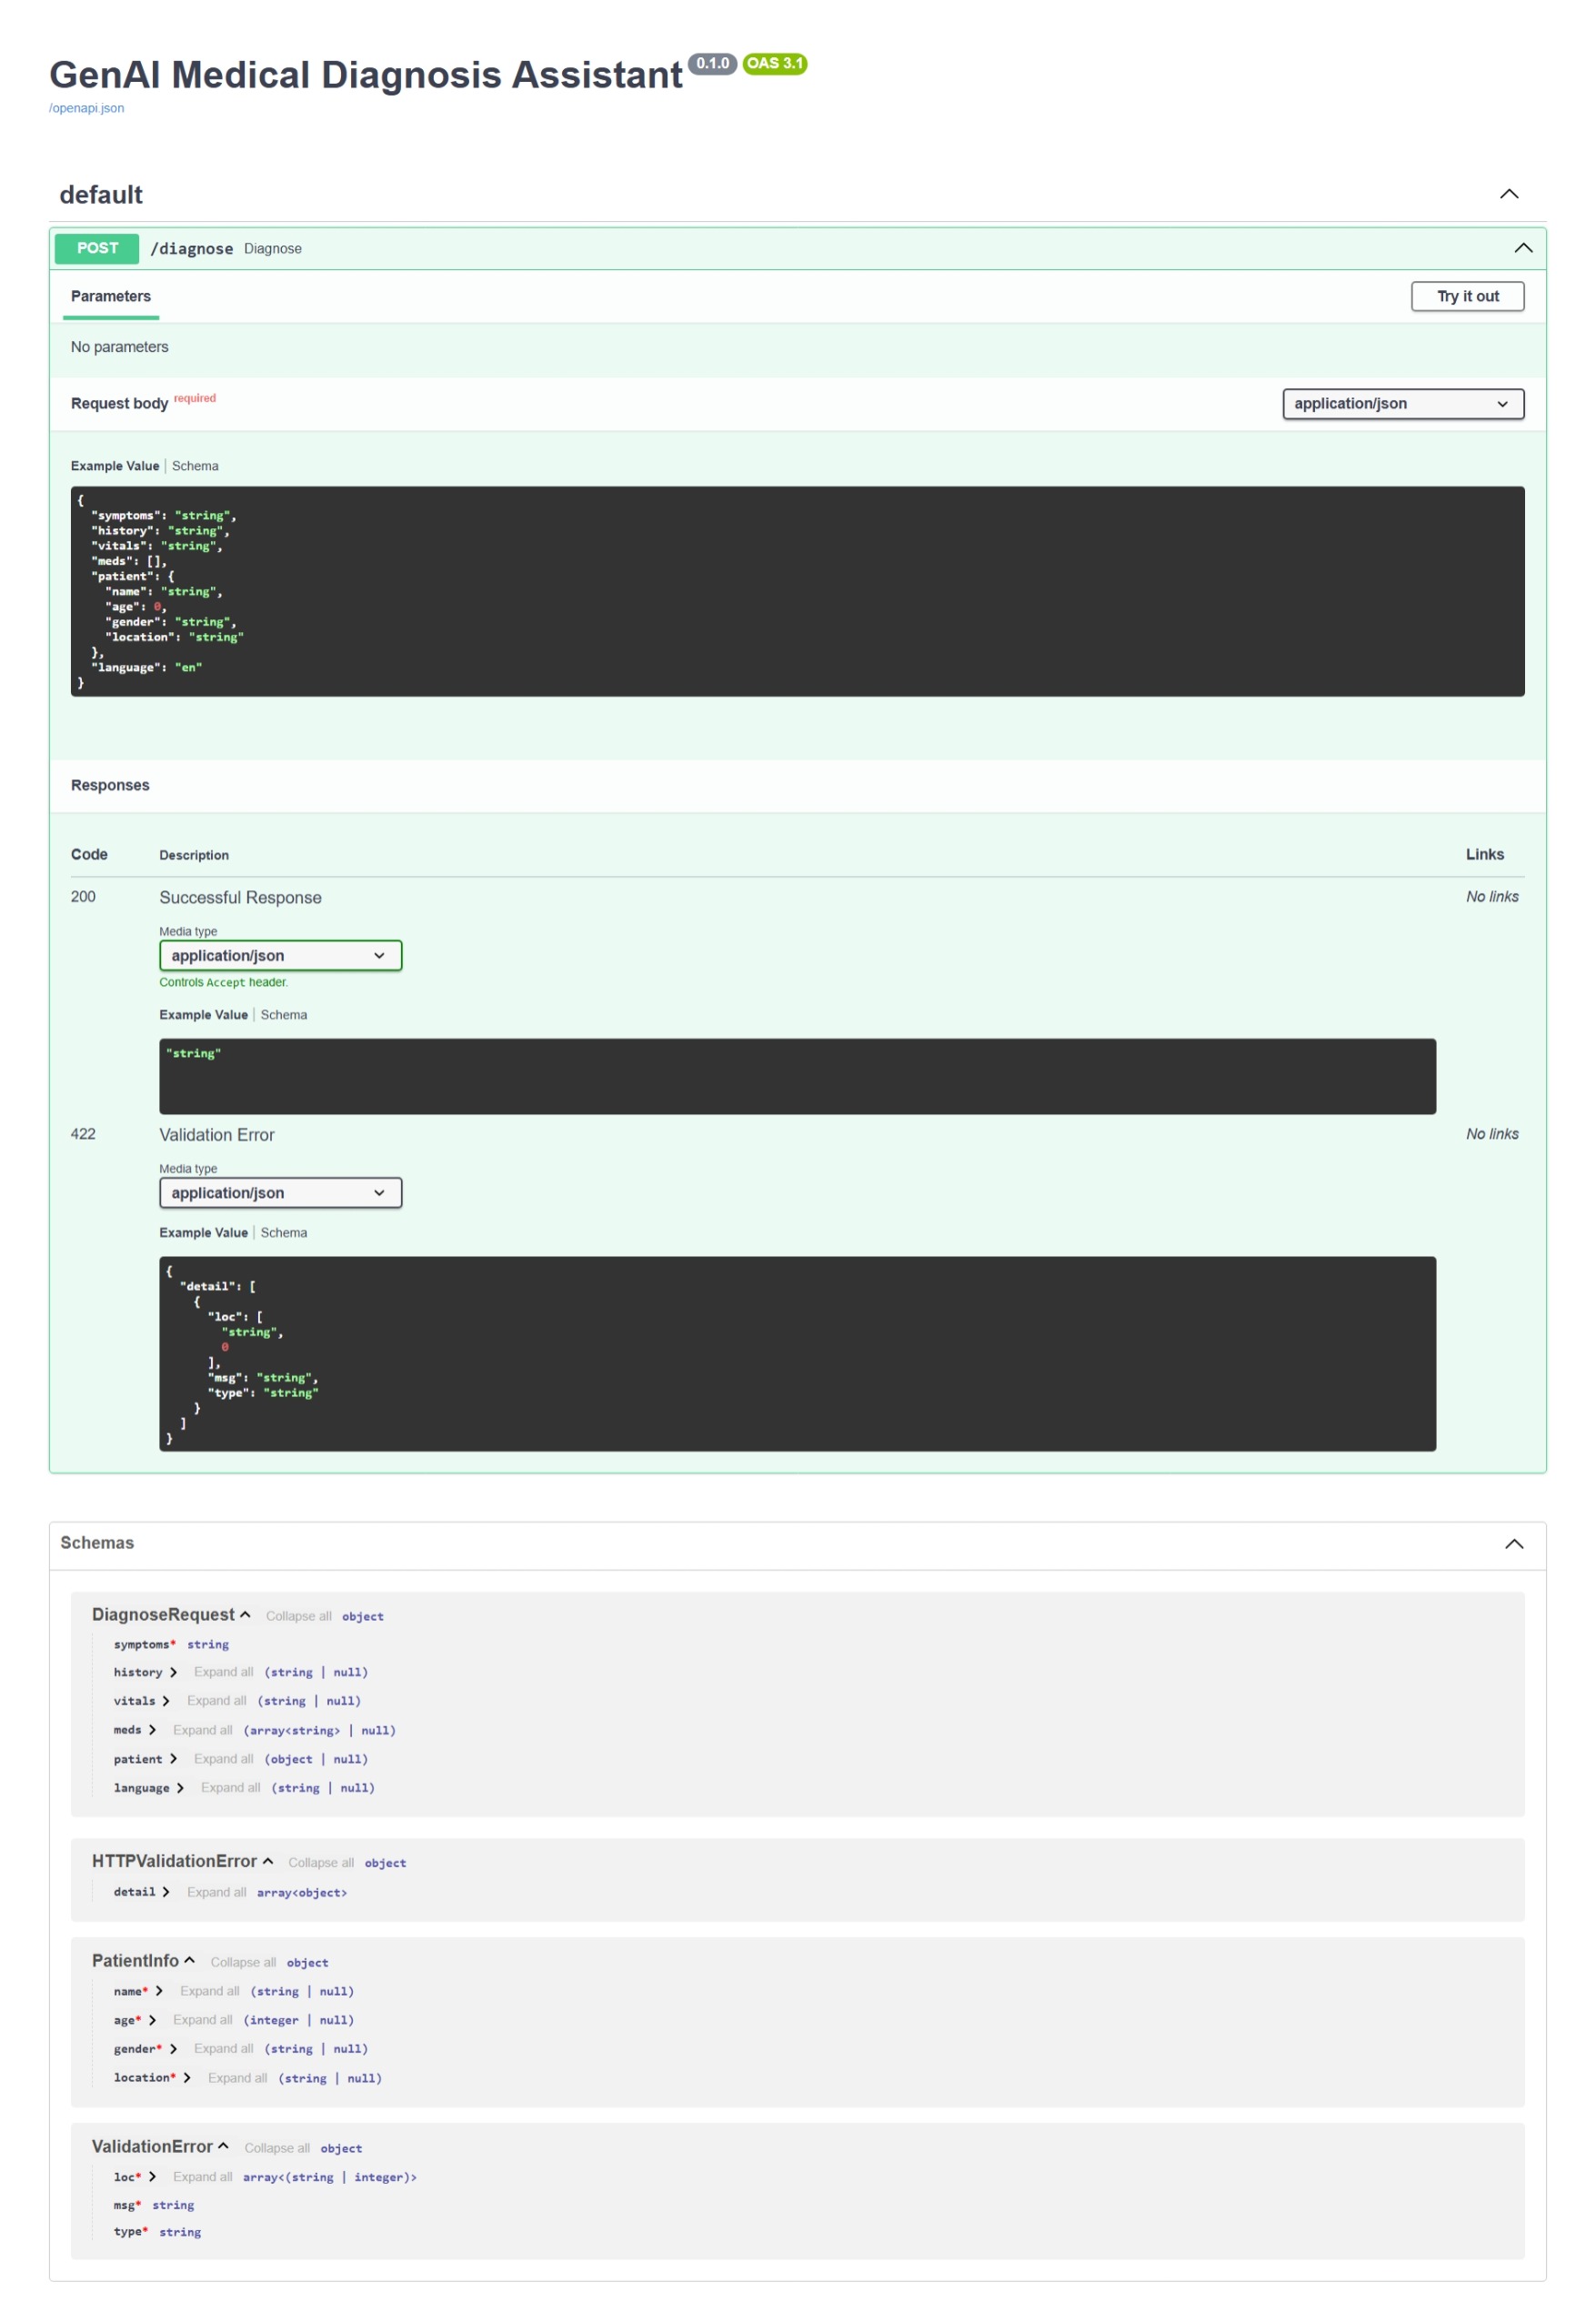 GenAI Medical Diagnosis Assistant 0.1.0 OAS 3.1
/openapi.json
default
POST /diagnose Diagnose
Parameters
Try it out
No parameters
Request body required
application/json
Example Value | Schema
{
  "symptoms": "string",
  "history": "string",
  "vitals": "string",
  "meds": [],
  "patient": {
    "name": "string",
    "age": 0,
    "gender": "string",
    "location": "string"
  },
  "language": "en"
}
Responses
Code Description Links
200 Successful Response No links
Media type
application/json
Controls Accept header.
Example Value | Schema
"string"
422 Validation Error No links
Media type
application/json
Example Value | Schema
{
  "detail": [
    {
      "loc": [
        "string",
        0
      ],
      "msg": "string",
      "type": "string"
    }
  ]
}
Schemas
DiagnoseRequest Collapse all object
symptoms* string
history Expand all (string | null)
vitals Expand all (string | null)
meds Expand all (array<string> | null)
patient Expand all (object | null)
language Expand all (string | null)
HTTPValidationError Collapse all object
detail Expand all array<object>
PatientInfo Collapse all object
name* Expand all (string | null)
age* Expand all (integer | null)
gender* Expand all (string | null)
location* Expand all (string | null)
ValidationError Collapse all object
loc* Expand all array<(string | integer)>
msg* string
type* string